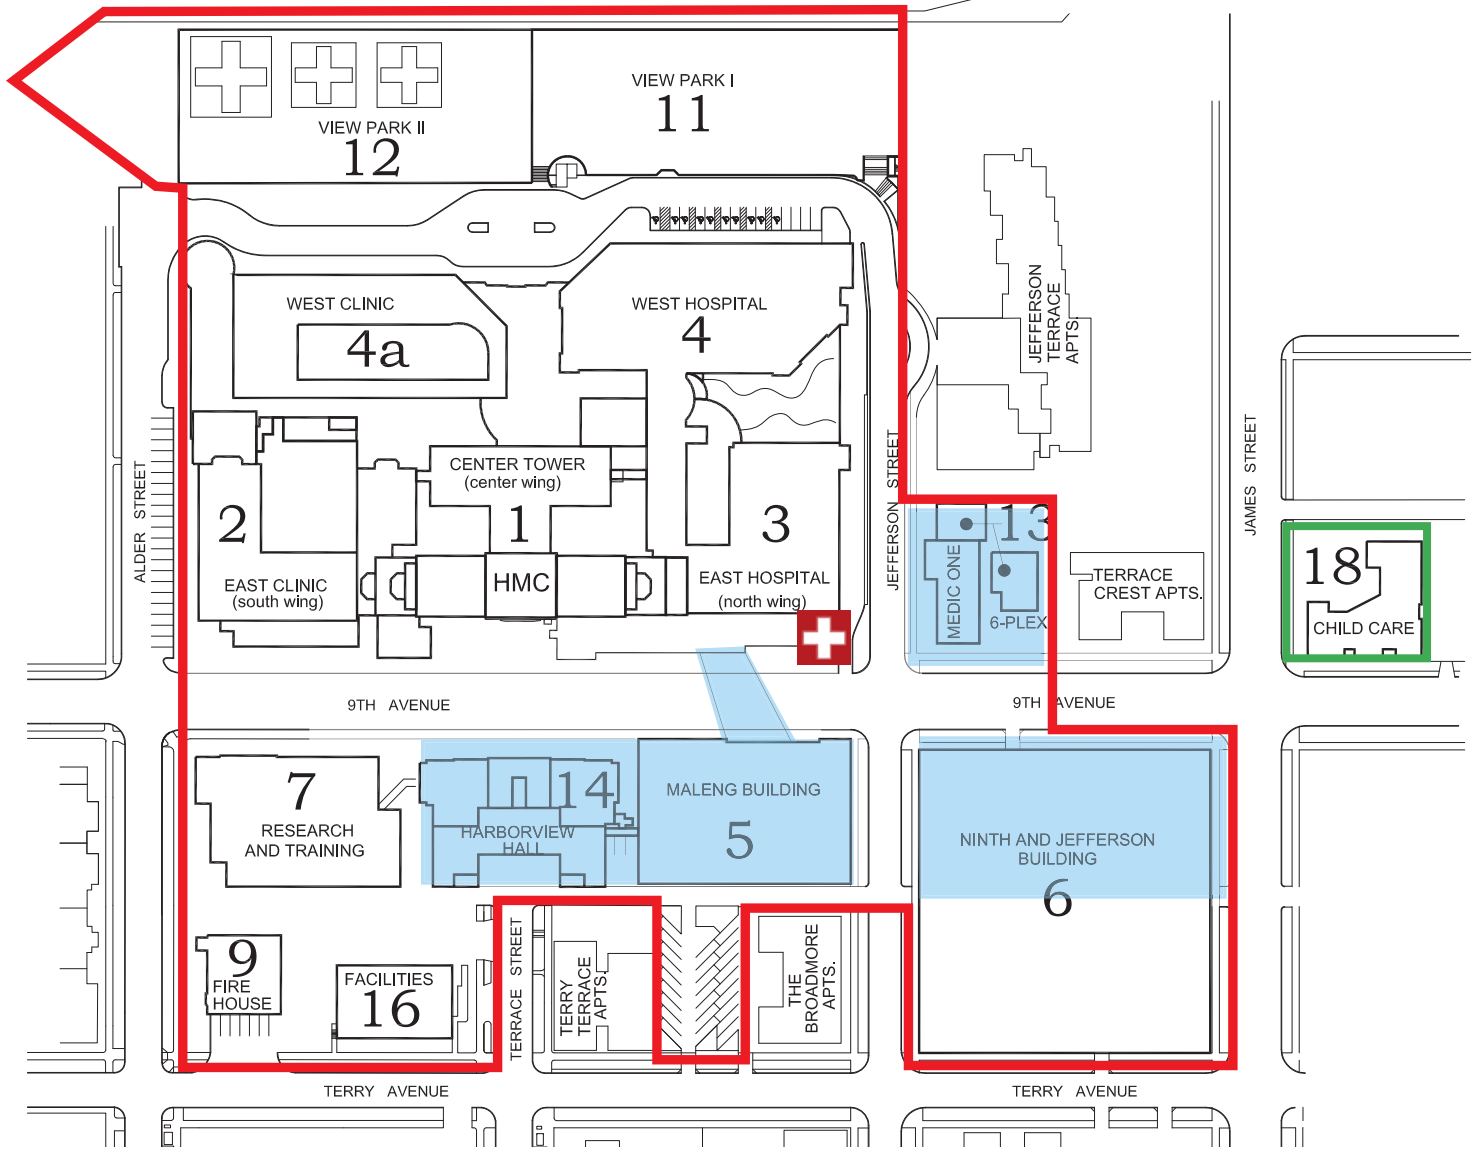 VIEW PARK I
11
VIEW PARK II
12
WEST CLINIC
4a
WEST HOSPITAL
4
JEFFERSON
TERRACE
APTS.
CENTER TOWER
(center wing)
1
HMC
2
EAST CLINIC
(south wing)
3
EAST HOSPITAL
(north wing)
ALDER STREET
JEFFERSON STREET
JAMES STREET
13
MEDIC ONE
6-PLEX
TERRACE
CREST APTS.
18
CHILD CARE
9TH AVENUE
9TH AVENUE
7
RESEARCH
AND TRAINING
14
HARBORVIEW
HALL
MALENG BUILDING
5
NINTH AND JEFFERSON
BUILDING
6
9
FIRE
HOUSE
FACILITIES
16
TERRACE STREET
TERRY
TERRACE
APTS.
THE
BROADMORE
APTS.
TERRY AVENUE
TERRY AVENUE